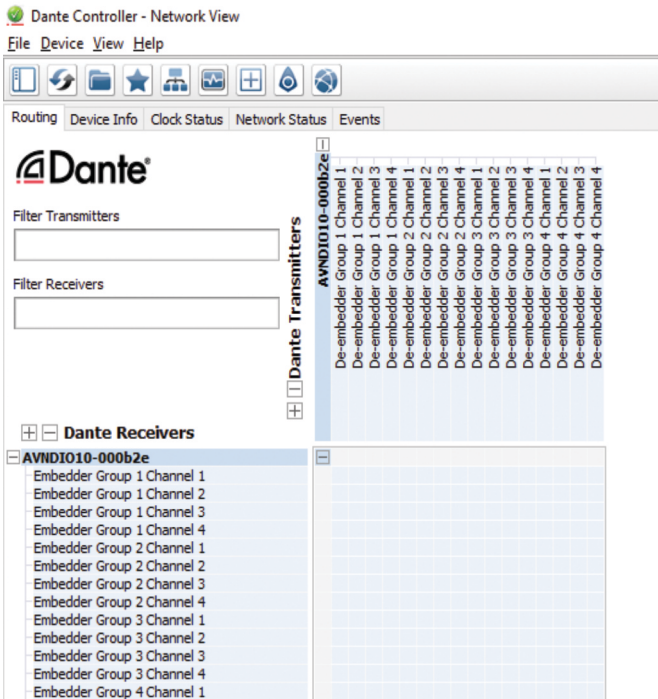 Dante Controller - Network View
File Device View Help
Routing Device Info Clock Status Network Status Events
Dante®
Filter Transmitters
Filter Receivers
Dante Transmitters
AVNDIO10-000b2e
De-embedder Group 1 Channel 1
De-embedder Group 1 Channel 2
De-embedder Group 1 Channel 3
De-embedder Group 1 Channel 4
De-embedder Group 2 Channel 1
De-embedder Group 2 Channel 2
De-embedder Group 2 Channel 3
De-embedder Group 2 Channel 4
De-embedder Group 3 Channel 1
De-embedder Group 3 Channel 2
De-embedder Group 3 Channel 3
De-embedder Group 3 Channel 4
De-embedder Group 4 Channel 1
De-embedder Group 4 Channel 2
De-embedder Group 4 Channel 3
De-embedder Group 4 Channel 4
Dante Receivers
AVNDIO10-000b2e
Embedder Group 1 Channel 1
Embedder Group 1 Channel 2
Embedder Group 1 Channel 3
Embedder Group 1 Channel 4
Embedder Group 2 Channel 1
Embedder Group 2 Channel 2
Embedder Group 2 Channel 3
Embedder Group 2 Channel 4
Embedder Group 3 Channel 1
Embedder Group 3 Channel 2
Embedder Group 3 Channel 3
Embedder Group 3 Channel 4
Embedder Group 4 Channel 1